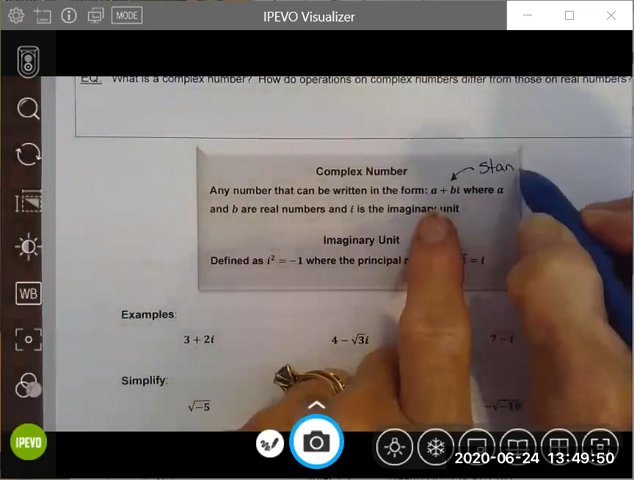 IPEVO Visualizer
MODE
EQ: What is a complex number? How do operations on complex numbers differ from those on real numbers?
Complex Number
Stan
Any number that can be written in the form: a + bi where a
and b are real numbers and i is the imaginary unit
Imaginary Unit
Defined as i² = −1 where the principal = i
Examples:
3 + 2i 4 − √3i 7 − i
Simplify:
√−5
WB
IPEVO
2020-06-24 13:49:50